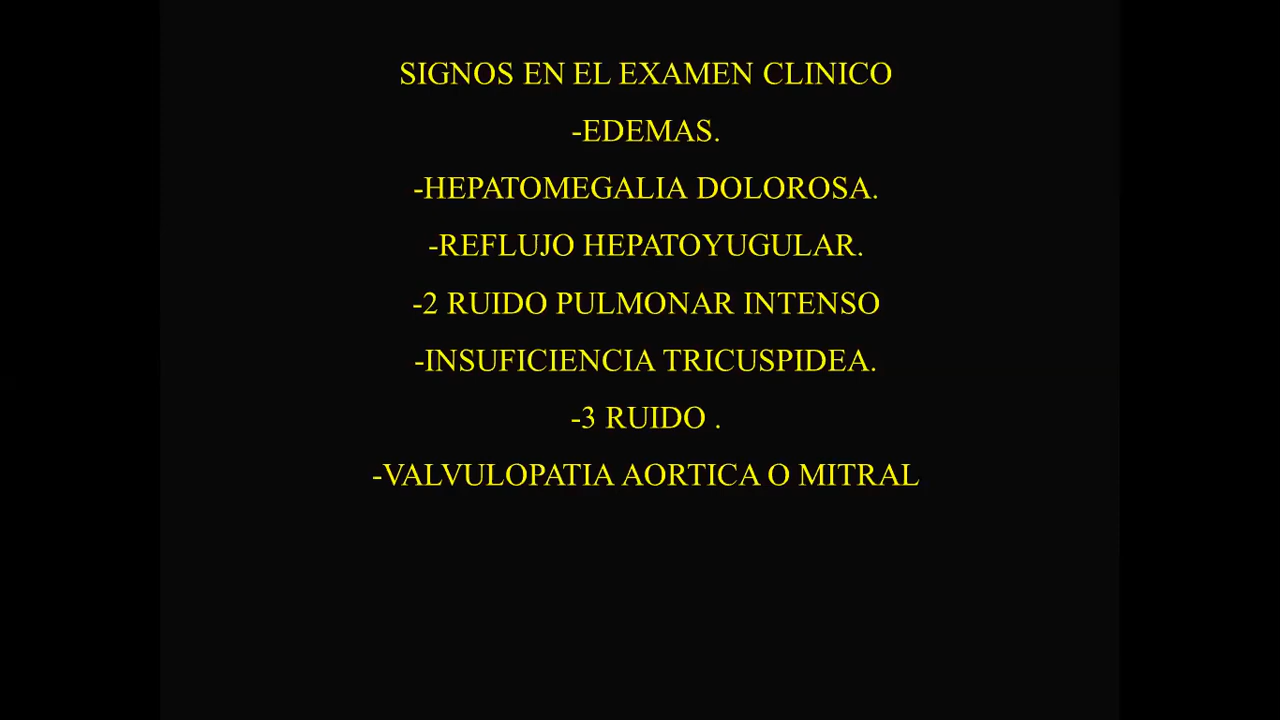 SIGNOS EN EL EXAMEN CLINICO
-EDEMAS.
-HEPATOMEGALIA DOLOROSA.
-REFLUJO HEPATOYUGULAR.
-2 RUIDO PULMONAR INTENSO
-INSUFICIENCIA TRICUSPIDEA.
-3 RUIDO .
-VALVULOPATIA AORTICA O MITRAL